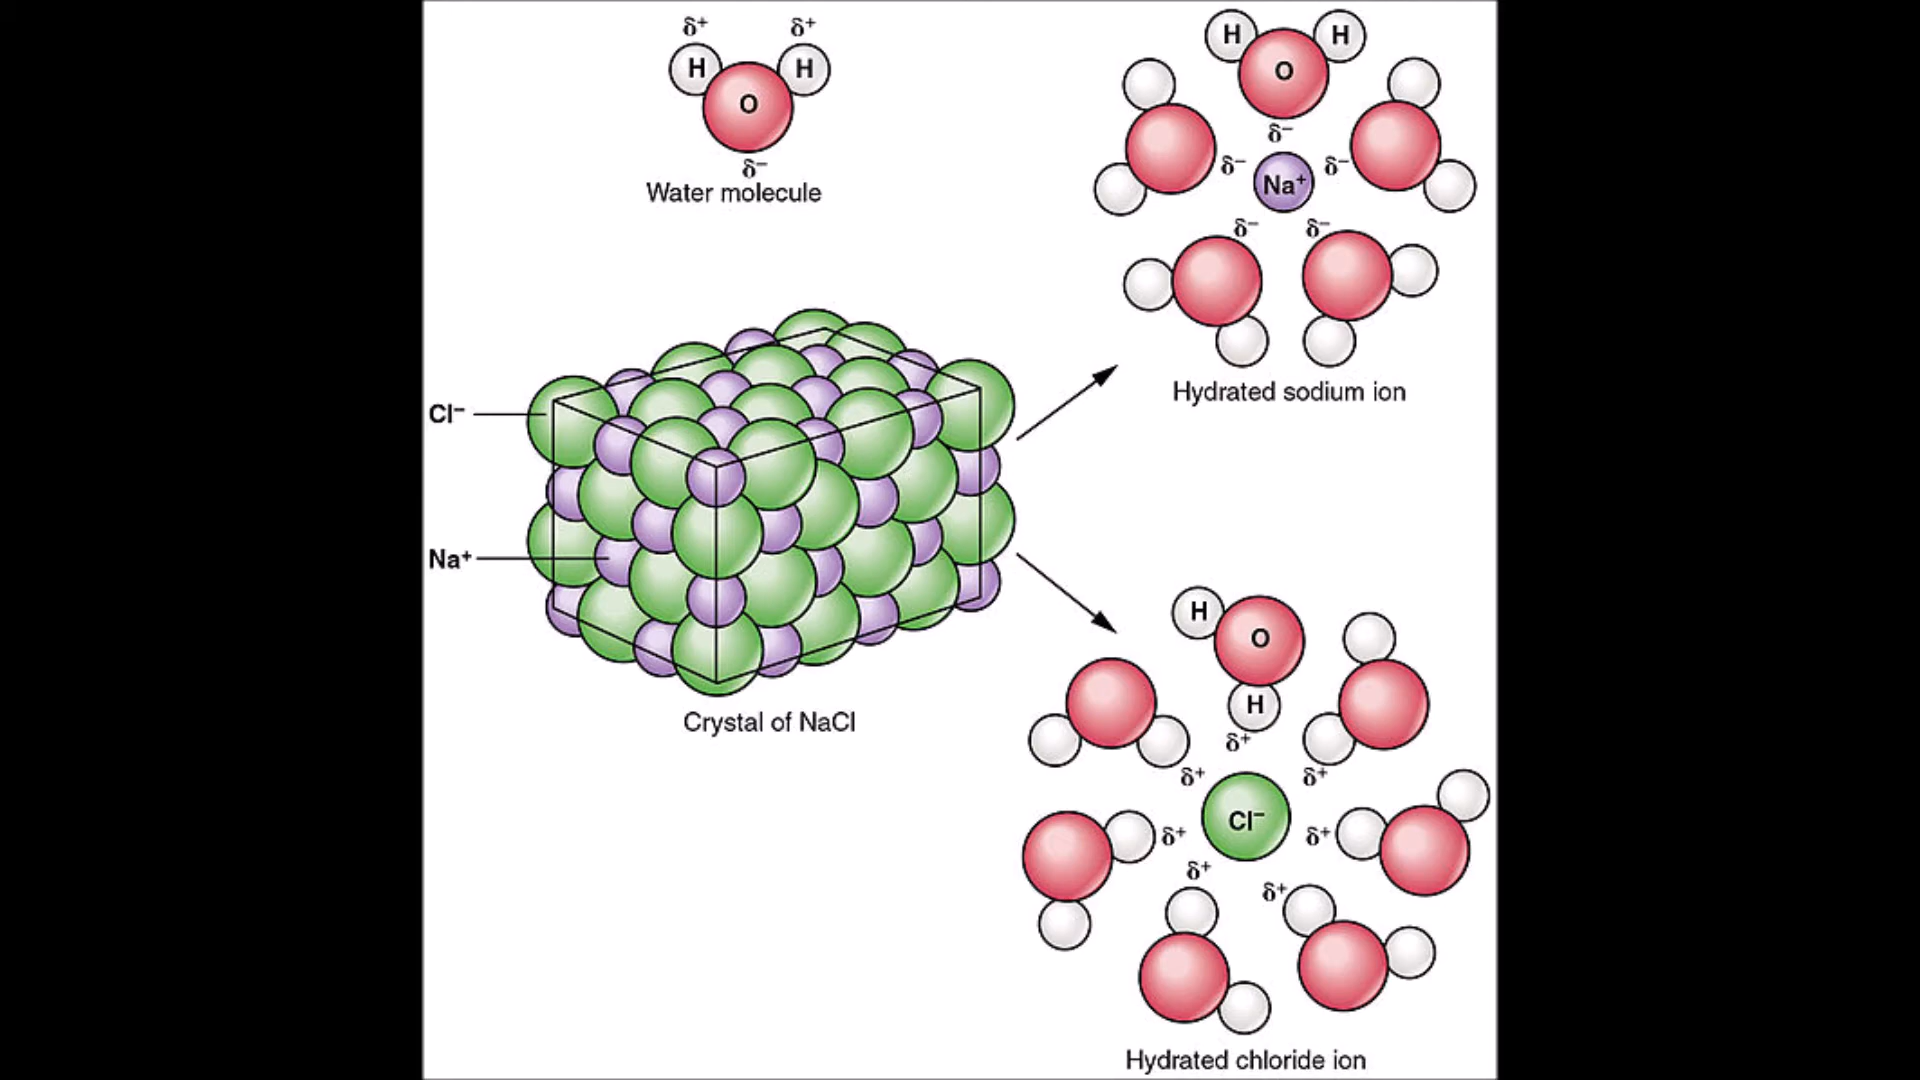 δ⁺ δ⁺
H H
O
δ⁻
Water molecule
H H
O
δ⁻
δ⁻ δ⁻
Na⁺
δ⁻ δ⁻
Hydrated sodium ion
Cl⁻
Na⁺
Crystal of NaCl
H O
H
δ⁺
δ⁺ δ⁺
Cl⁻
δ⁺ δ⁺
δ⁺ δ⁺
Hydrated chloride ion